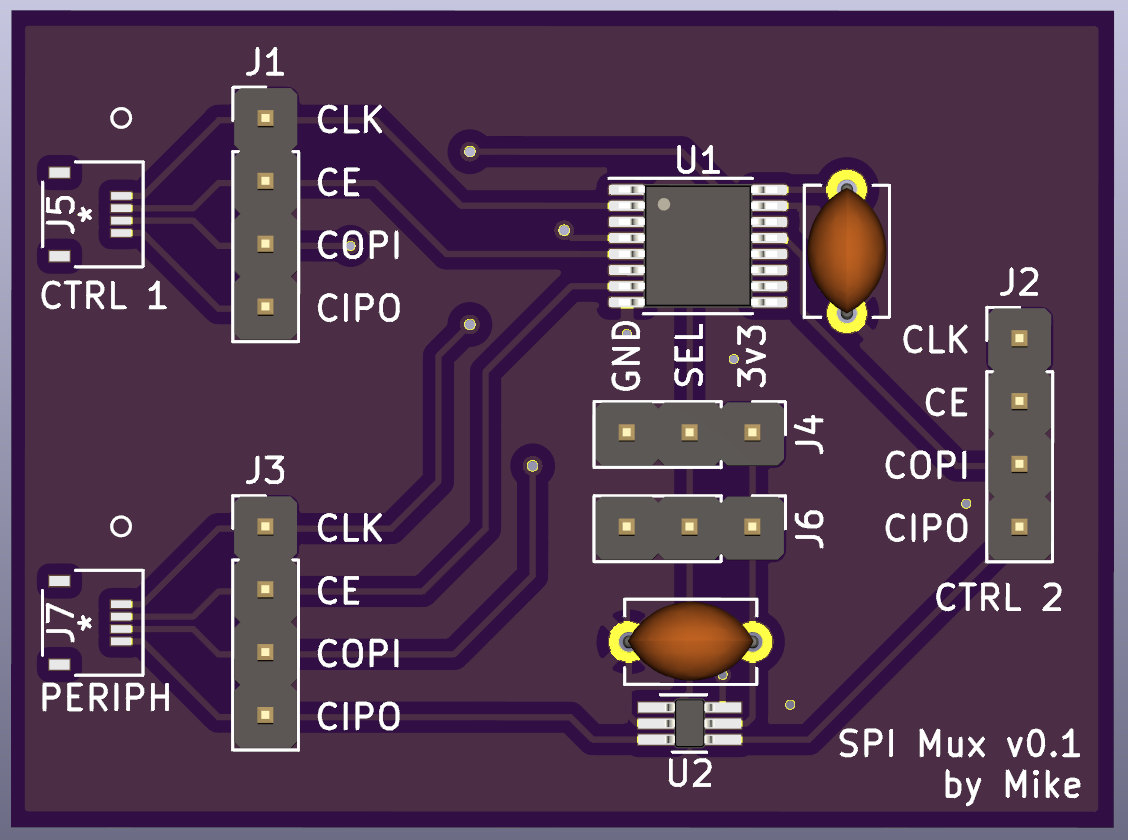 J1
CLK
CE
COPI
CIPO
J5
*
CTRL 1
U1
GND
SEL
3v3
J4
J6
J2
CLK
CE
COPI
CIPO
CTRL 2
J3
CLK
CE
COPI
CIPO
J7
*
PERIPH
U2
SPI Mux v0.1
by Mike